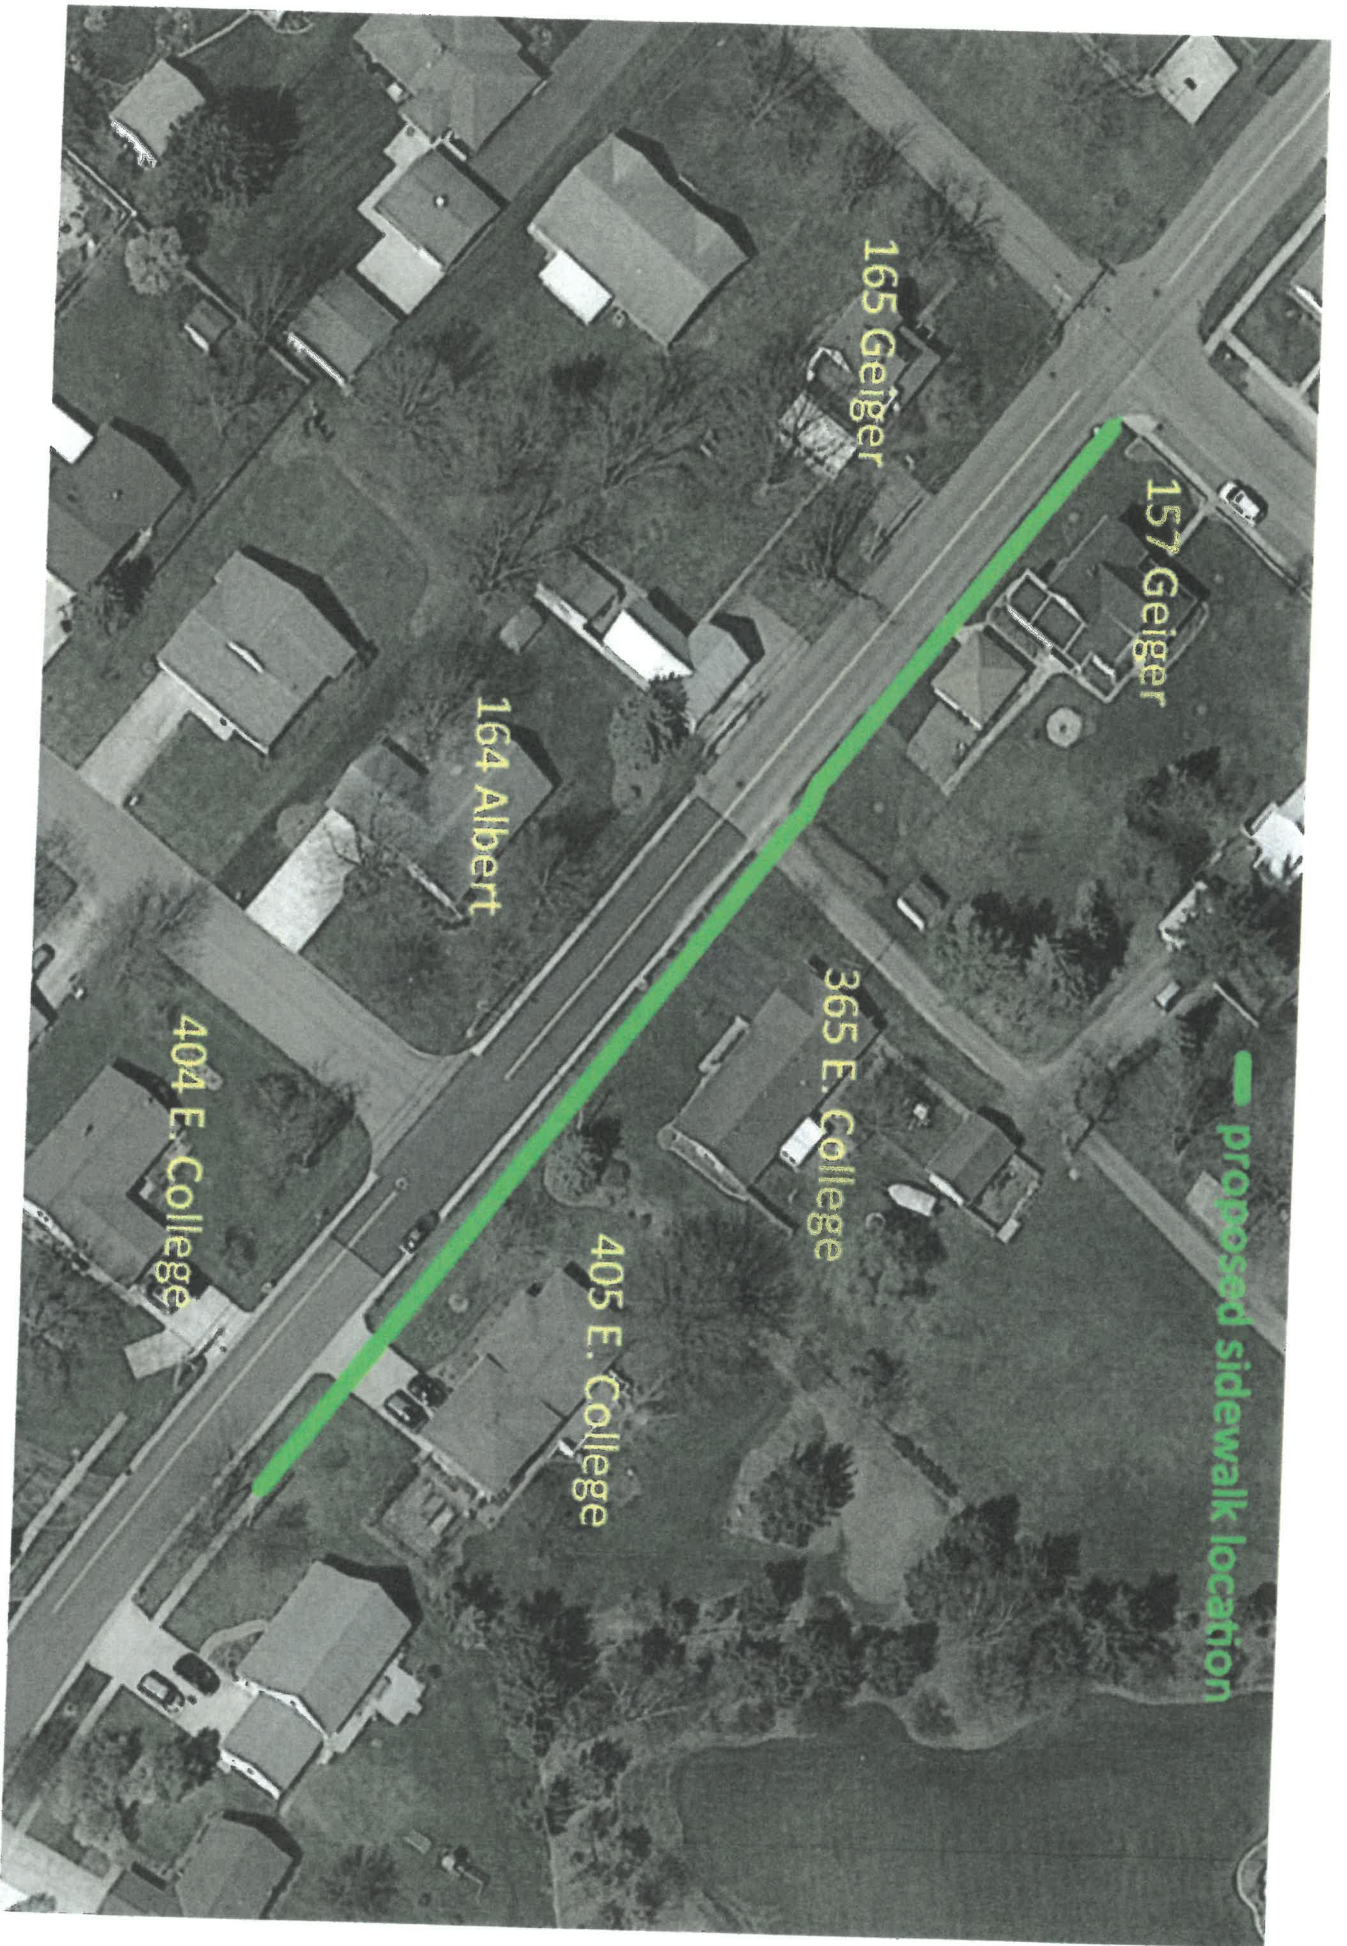 proposed sidewalk location
157 Geiger
165 Geiger
365 E. College
405 E. College
164 Albert
404 E. College